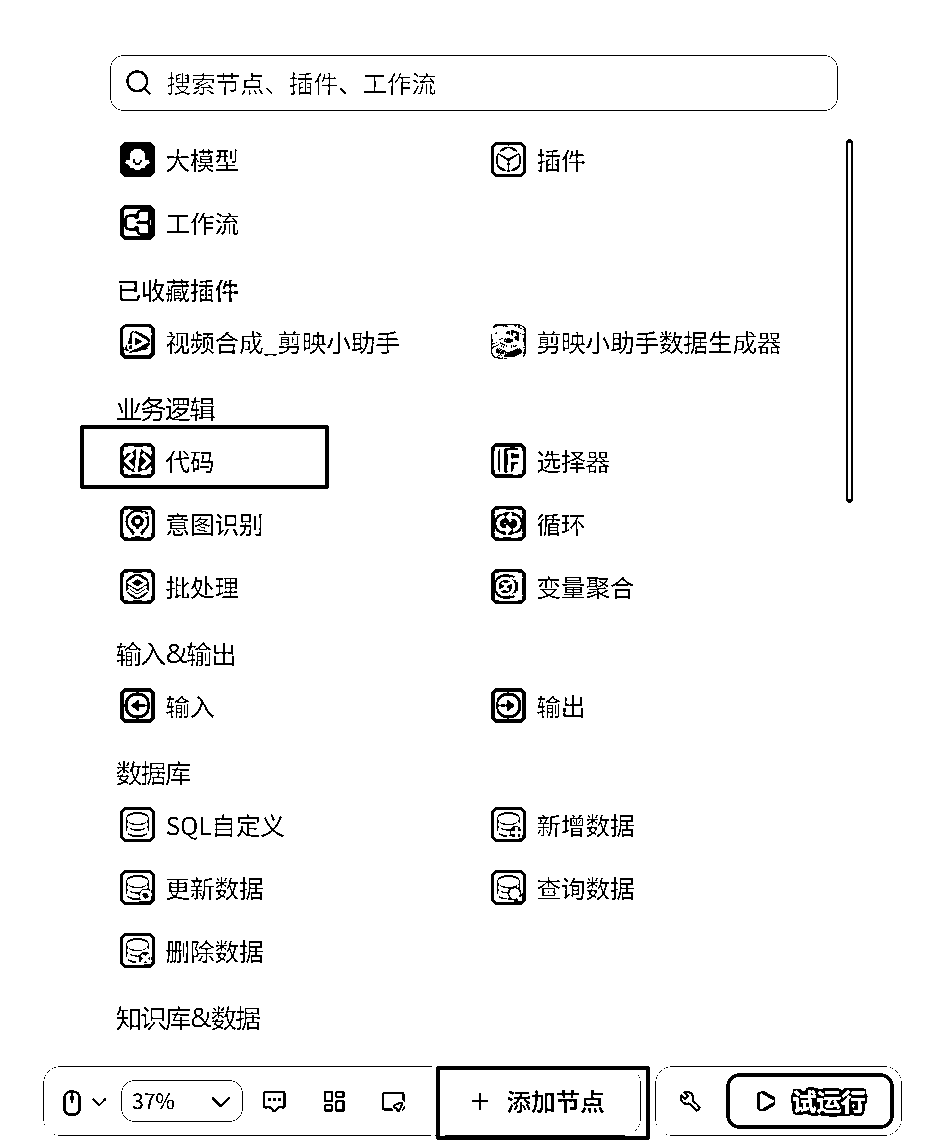 搜索节点、插件、工作流
大模型 插件
工作流
已收藏插件
视频合成_剪映小助手 剪映小助手数据生成器
业务逻辑
代码 选择器
意图识别 循环
批处理 变量聚合
输入&输出
输入 输出
数据库
SQL自定义 新增数据
更新数据 查询数据
删除数据
知识库&数据
37% + 添加节点 试运行